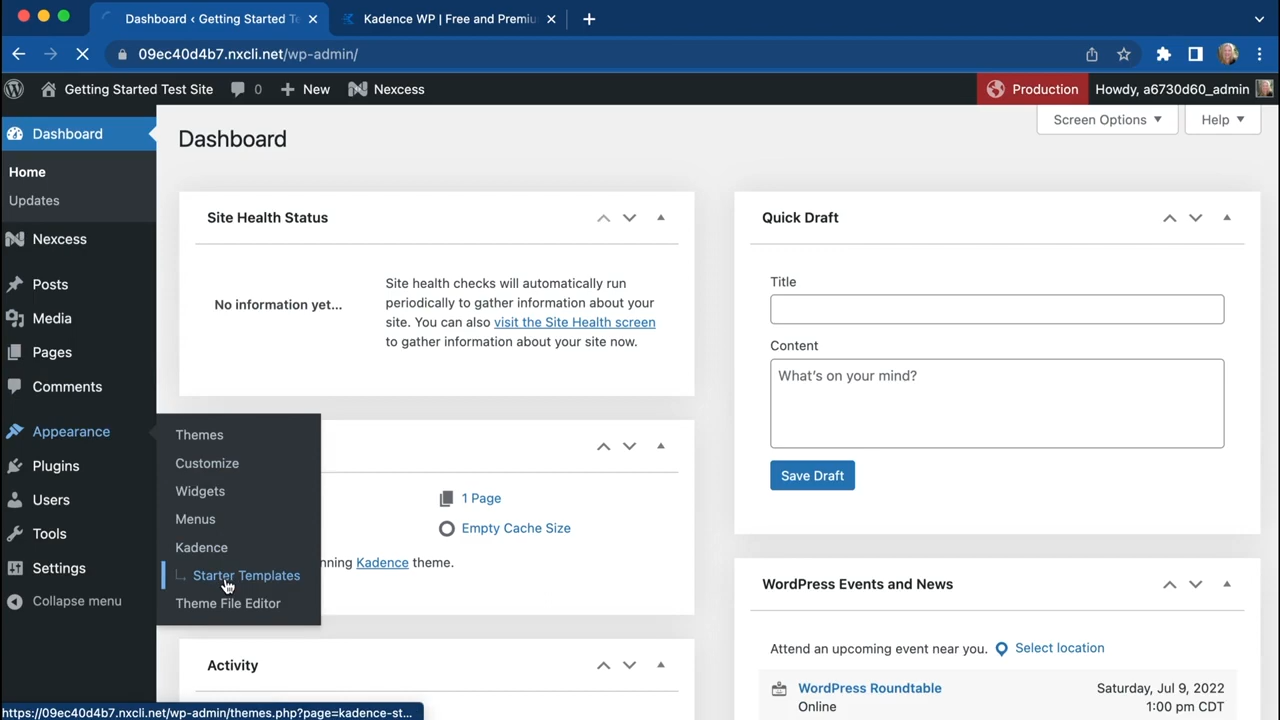 Dashboard ‹ Getting Started Te
Kadence WP | Free and Premiu
09ec40d4b7.nxcli.net/wp-admin/
Getting Started Test Site
0
New
Nexcess
Production
Howdy, a6730d60_admin
Dashboard
Home
Updates
Nexcess
Posts
Media
Pages
Comments
Appearance
Plugins
Users
Tools
Settings
Collapse menu
Themes
Customize
Widgets
Menus
Kadence
Starter Templates
Theme File Editor
Dashboard
Screen Options
Help
Site Health Status
No information yet...
Site health checks will automatically run
periodically to gather information about your
site. You can also visit the Site Health screen
to gather information about your site now.
1 Page
Empty Cache Size
nning Kadence theme.
Activity
Quick Draft
Title
Content
What's on your mind?
Save Draft
WordPress Events and News
Attend an upcoming event near you.
Select location
WordPress Roundtable
Online
Saturday, Jul 9, 2022
1:00 pm CDT
https://09ec40d4b7.nxcli.net/wp-admin/themes.php?page=kadence-st...